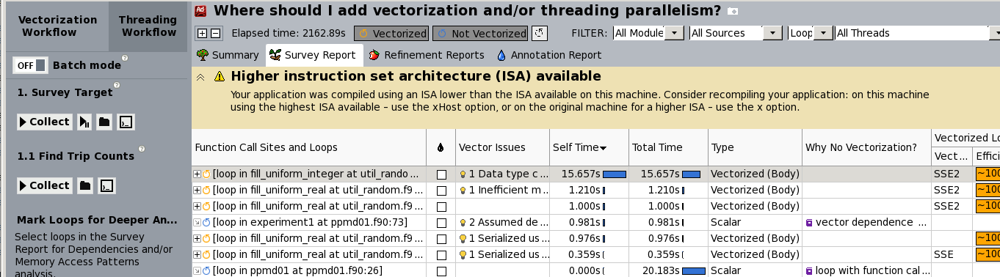 Vectorization Workflow
Threading Workflow
OFF Batch mode ?
1. Survey Target ?
Collect
1.1 Find Trip Counts ?
Collect
Mark Loops for Deeper An...
Select loops in the Survey
Report for Dependencies and/or
Memory Access Patterns
analysis.
Ad Where should I add vectorization and/or threading parallelism?
Elapsed time: 2162.89s Vectorized Not Vectorized FILTER: All Module All Sources Loop All Threads
Summary Survey Report Refinement Reports Annotation Report
Higher instruction set architecture (ISA) available
Your application was compiled using an ISA lower than the ISA available on this machine. Consider recompiling your application: on this machine
using the highest ISA available – use the xHost option, or on the original machine for a higher ISA – use the x option.
Function Call Sites and Loops Vector Issues Self Time Total Time Type Why No Vectorization? Vectorized Lo
Vect... Effici
[loop in fill_uniform_integer at util_rando ... 1 Data type c ... 15.657s 15.657s Vectorized (Body) SSE2 ~100
[loop in fill_uniform_real at util_random.f9 ... 1 Inefficient m ... 1.210s 1.210s Vectorized (Body) SSE2 ~100
[loop in fill_uniform_real at util_random.f9 ... 1.000s 1.000s Vectorized (Body) SSE2 ~100
[loop in experiment1 at ppmd01.f90:73] 2 Assumed de ... 0.981s 0.981s Scalar vector dependence ...
[loop in fill_uniform_real at util_random.f9 ... 1 Serialized us ... 0.976s 0.976s Vectorized (Body) ~100
[loop in fill_uniform_real at util_random.f9 ... 1 Serialized us ... 0.359s 0.359s Vectorized (Body) SSE ~100
[loop in ppmd01 at ppmd01.f90:26] 0.000s 20.183s Scalar loop with function cal ...